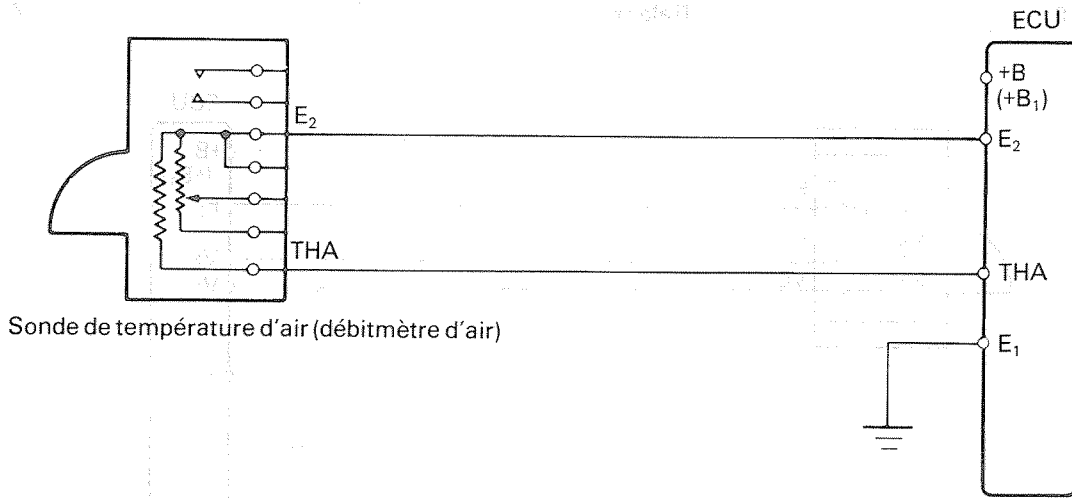 ECU
+B
(+B₁)
E₂
E₂
THA
THA
Sonde de température d'air (débitmètre d'air)
E₁